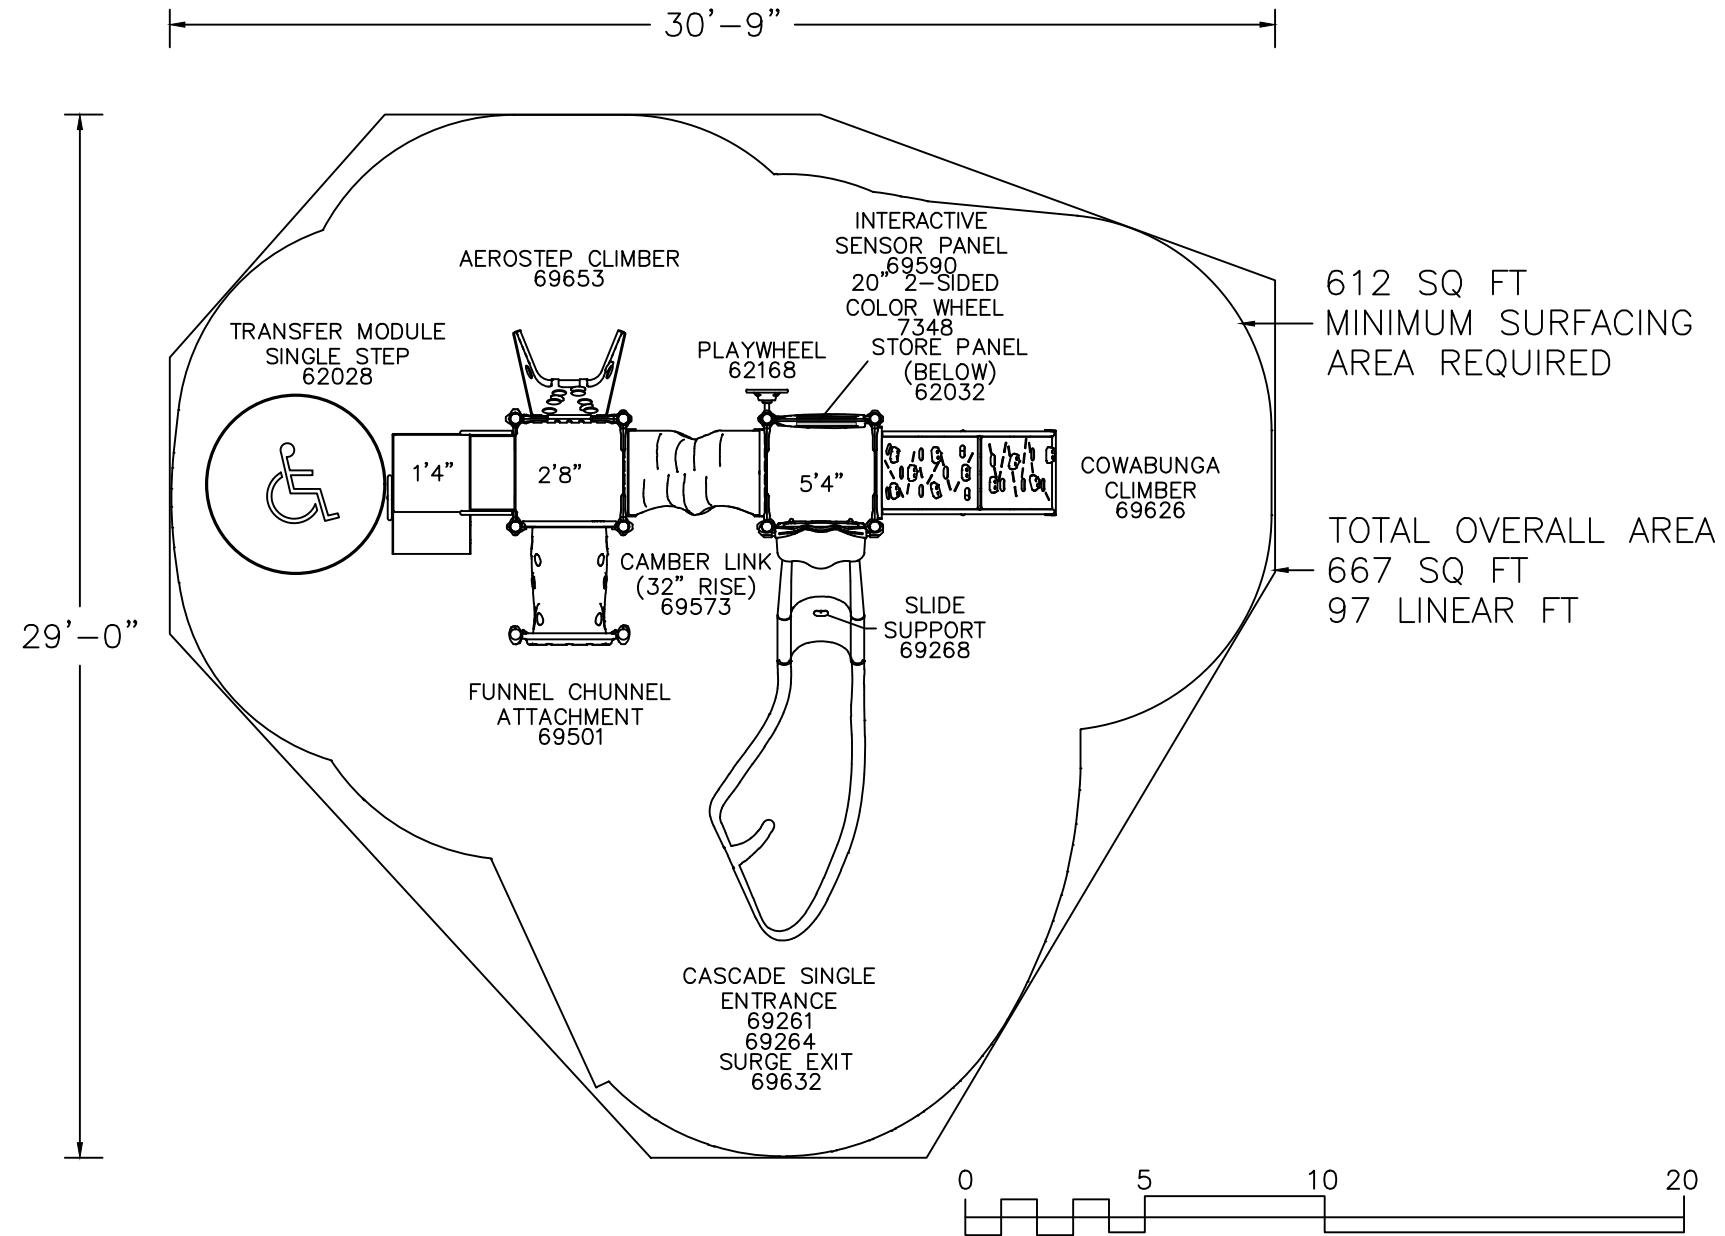 30'-9"
29'-0"
AEROSTEP CLIMBER
69653
INTERACTIVE
SENSOR PANEL
69590
20" 2-SIDED
COLOR WHEEL
7348
STORE PANEL
(BELOW)
62032
TRANSFER MODULE
SINGLE STEP
62028
PLAYWHEEL
62168
612 SQ FT
MINIMUM SURFACING
AREA REQUIRED
1'4"
2'8"
5'4"
COWABUNGA
CLIMBER
69626
TOTAL OVERALL AREA
667 SQ FT
97 LINEAR FT
CAMBER LINK
(32" RISE)
69573
SLIDE
SUPPORT
69268
FUNNEL CHUNNEL
ATTACHMENT
69501
CASCADE SINGLE
ENTRANCE
69261
69264
SURGE EXIT
69632
0 5 10 20